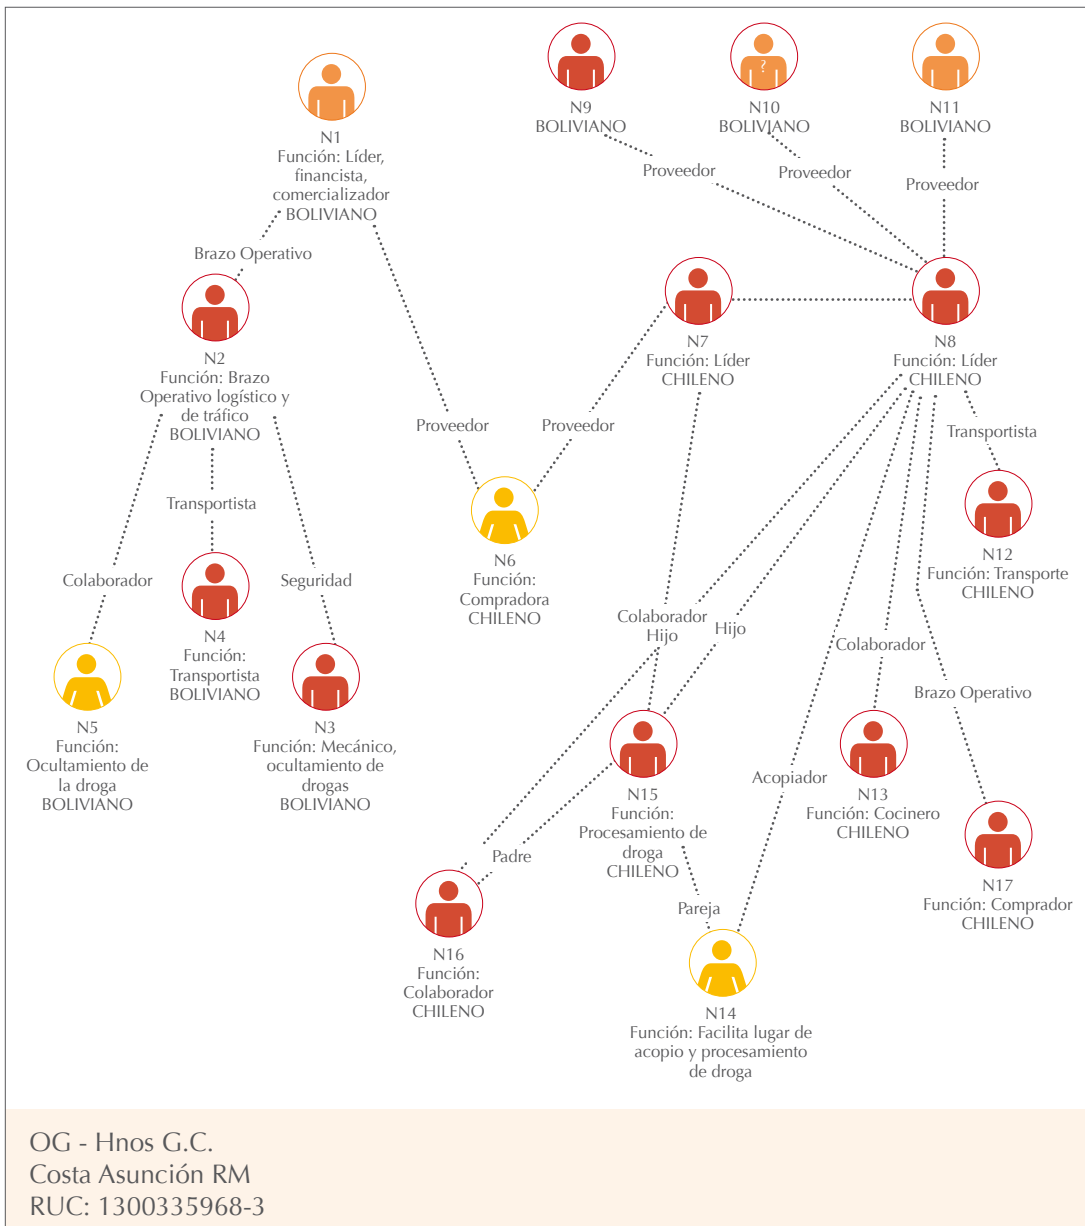 N1
Función: Líder,
financista,
comercializador
BOLIVIANO
N9
BOLIVIANO
?
N10
BOLIVIANO
N11
BOLIVIANO
Proveedor
Proveedor
Proveedor
Brazo Operativo
N2
Función: Brazo
Operativo logístico y
de tráfico
BOLIVIANO
N7
Función: Líder
CHILENO
N8
Función: Líder
CHILENO
Proveedor
Proveedor
Transportista
Transportista
N6
Función:
Compradora
CHILENO
N12
Función: Transporte
CHILENO
Colaborador
Seguridad
N4
Función:
Transportista
BOLIVIANO
Colaborador
Hijo
Hijo
Colaborador
Brazo Operativo
N5
Función:
Ocultamiento de
la droga
BOLIVIANO
N3
Función: Mecánico,
ocultamiento de
drogas
BOLIVIANO
Acopiador
N15
Función:
Procesamiento de
droga
CHILENO
N13
Función: Cocinero
CHILENO
Padre
N17
Función: Comprador
CHILENO
Pareja
N16
Función:
Colaborador
CHILENO
N14
Función: Facilita lugar de
acopio y procesamiento
de droga
OG - Hnos G.C.
Costa Asunción RM
RUC: 1300335968-3